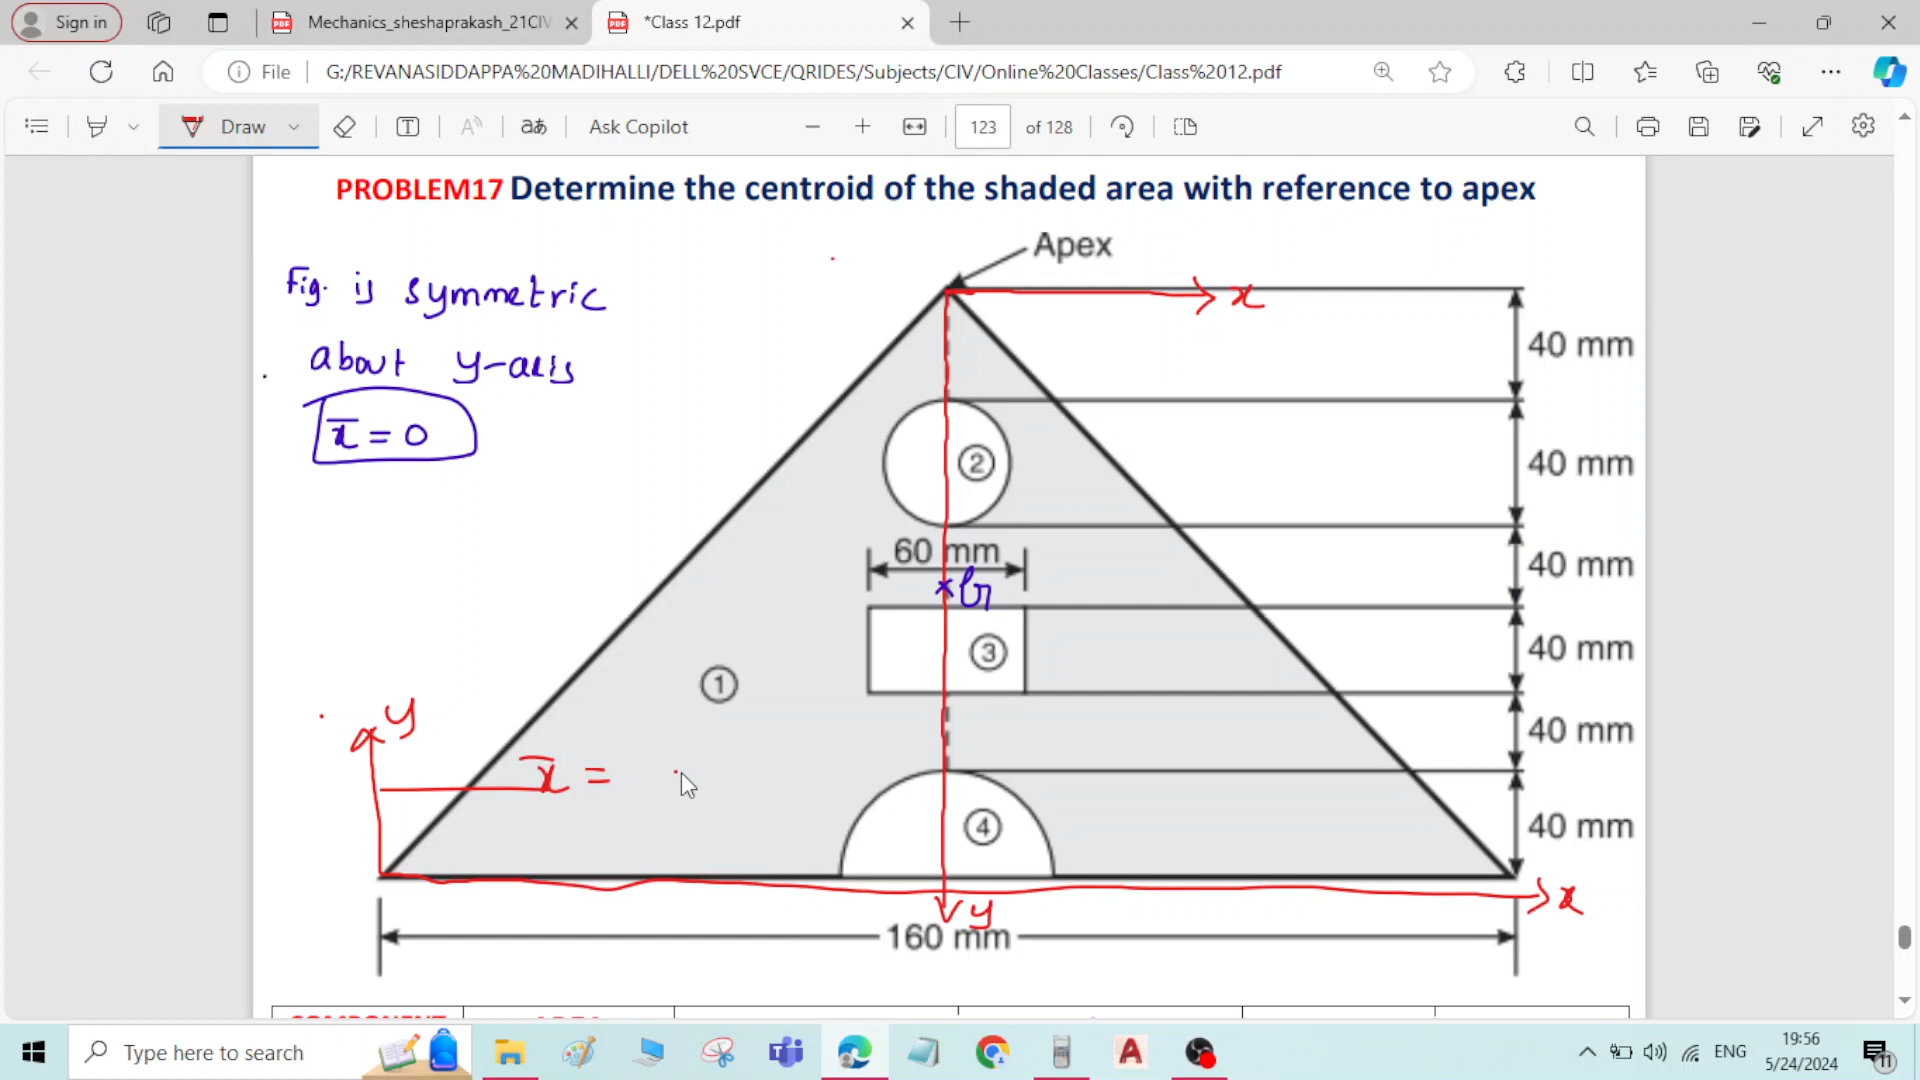 Sign in
Mechanics_sheshaprakash_21CIV
*Class 12.pdf
File
G:/REVANASIDDAPPA%20MADIHALLI/DELL%20SVCE/QRIDES/Subjects/CIV/Online%20Classes/Class%2012.pdf
Draw
Ask Copilot
123
of 128
PROBLEM17 Determine the centroid of the shaded area with reference to apex
Apex
Fig. is symmetric
x
about y-axis
40 mm
x̄ = 0
2
40 mm
60 mm
40 mm
G
3
40 mm
1
y
40 mm
x̄ =
4
40 mm
x
y
160 mm
Type here to search
ENG
19:56
5/24/2024
11